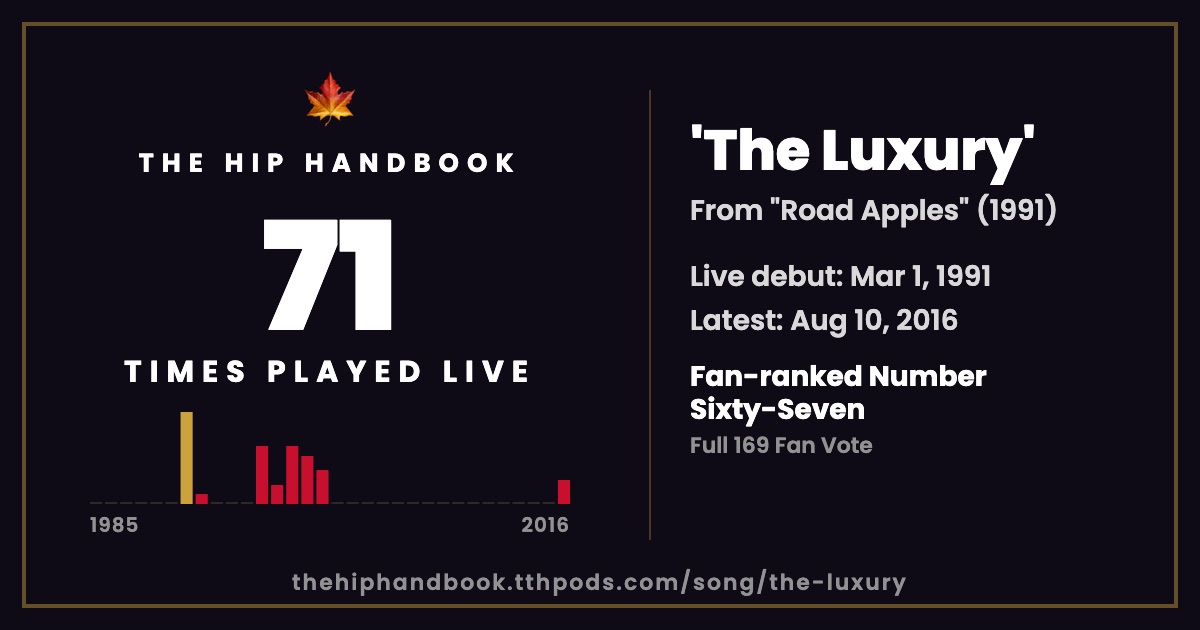 THE HIP HANDBOOK
71
TIMES PLAYED LIVE
1985
2016
'The Luxury'
From "Road Apples" (1991)
Live debut: Mar 1, 1991
Latest: Aug 10, 2016
Fan-ranked Number
Sixty-Seven
Full 169 Fan Vote
thehiphandbook.tthpods.com/song/the-luxury